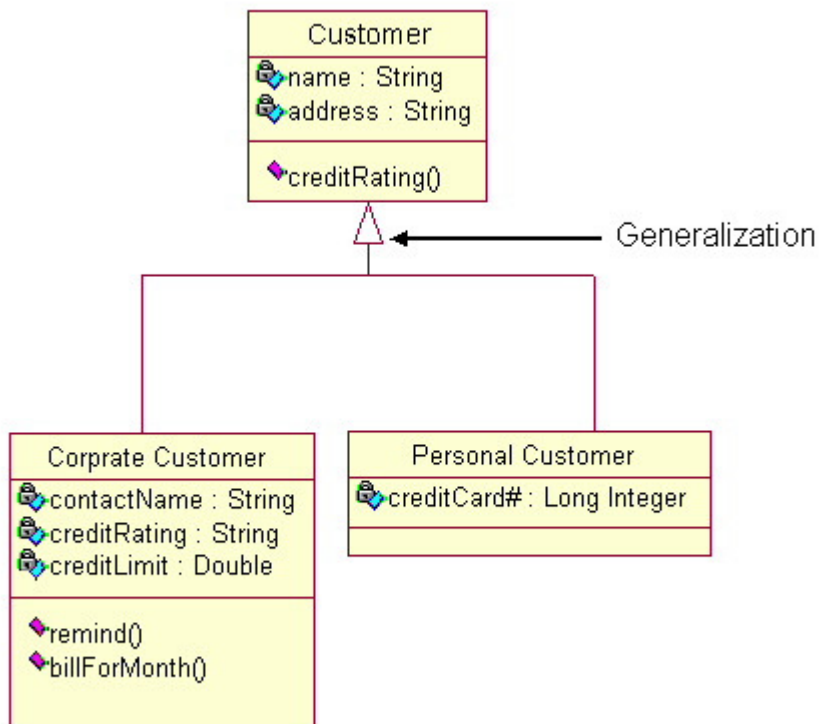 Customer
name : String
address : String
creditRating()
Generalization
Corprate Customer
contactName : String
creditRating : String
creditLimit : Double
remind()
billForMonth()
Personal Customer
creditCard# : Long Integer